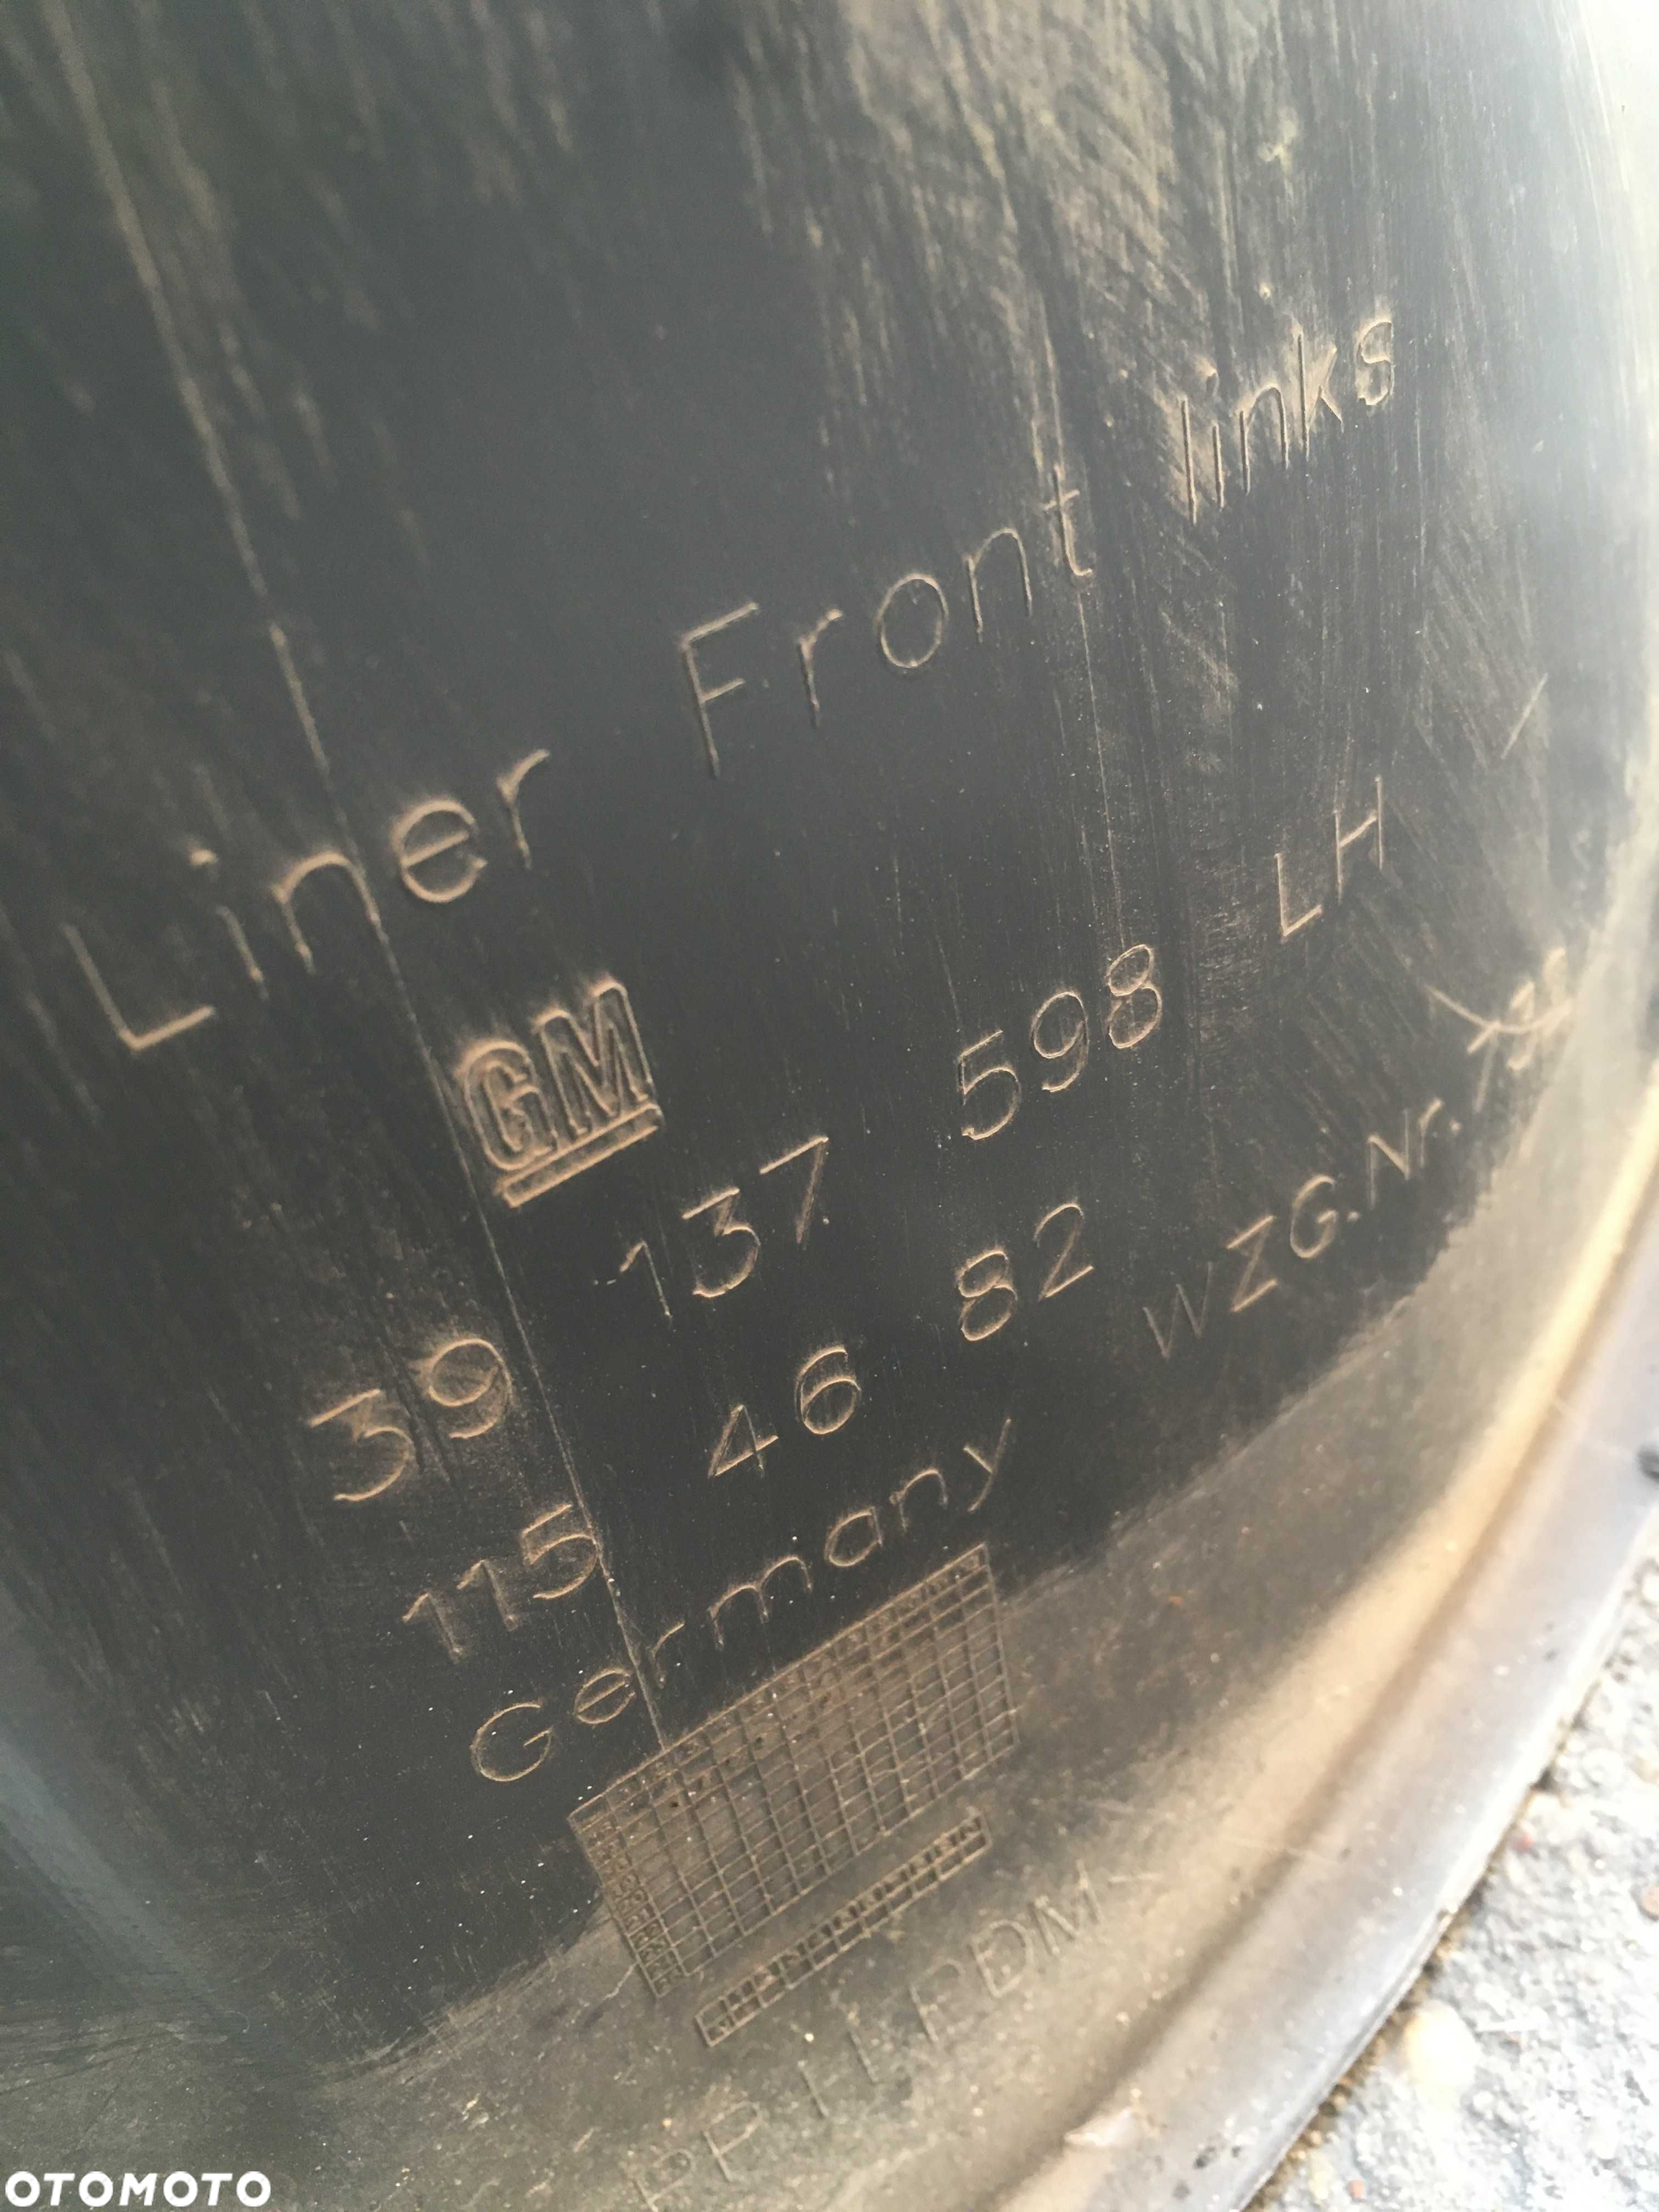 Liner Front links
GM
39 137 598 LH
115 46 82 WZG.Nr.
Germany
OTOMOTO